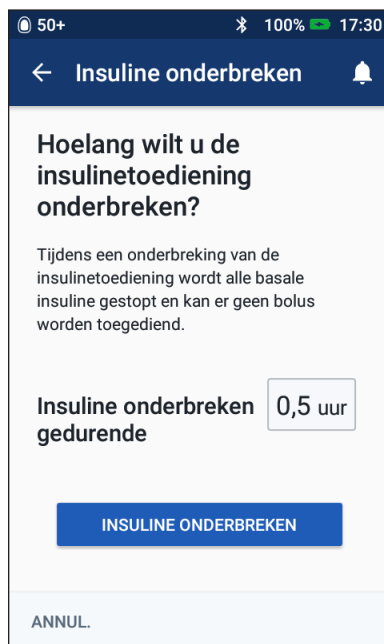 50+ 100% 17:30
Insuline onderbreken
Hoelang wilt u de
insulinetoediening
onderbreken?
Tijdens een onderbreking van de
insulinetoediening wordt alle basale
insuline gestopt en kan er geen bolus
worden toegediend.
Insuline onderbreken 0,5 uur
gedurende
INSULINE ONDERBREKEN
ANNUL.